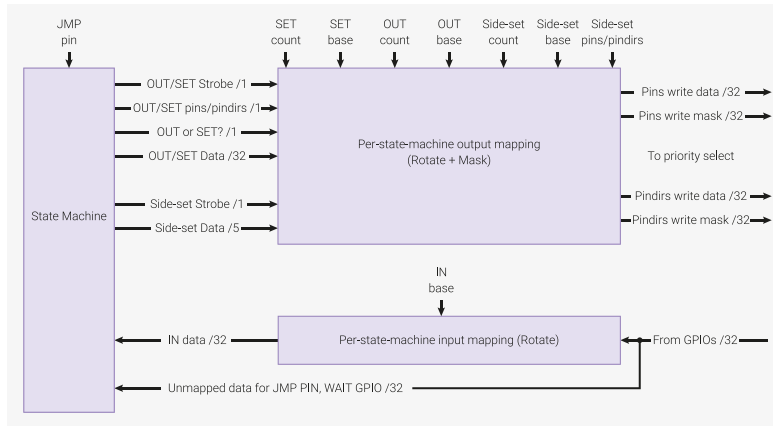 JMP
pin
SET
count
SET
base
OUT
count
OUT
base
Side-set
count
Side-set
base
Side-set
pins/pindirs
OUT/SET Strobe /1
OUT/SET pins/pindirs /1
OUT or SET? /1
OUT/SET Data /32
Side-set Strobe /1
Side-set Data /5
State Machine
Per-state-machine output mapping
(Rotate + Mask)
Pins write data /32
Pins write mask /32
To priority select
Pindirs write data /32
Pindirs write mask /32
IN
base
IN data /32
Per-state-machine input mapping (Rotate)
From GPIOs /32
Unmapped data for JMP PIN, WAIT GPIO /32